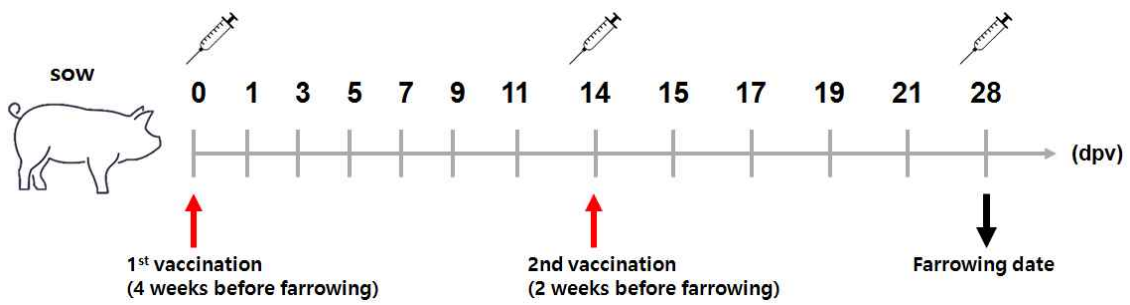 sow
0 1 3 5 7 9 11 14 15 17 19 21 28
(dpv)
1st vaccination
(4 weeks before farrowing)
2nd vaccination
(2 weeks before farrowing)
Farrowing date